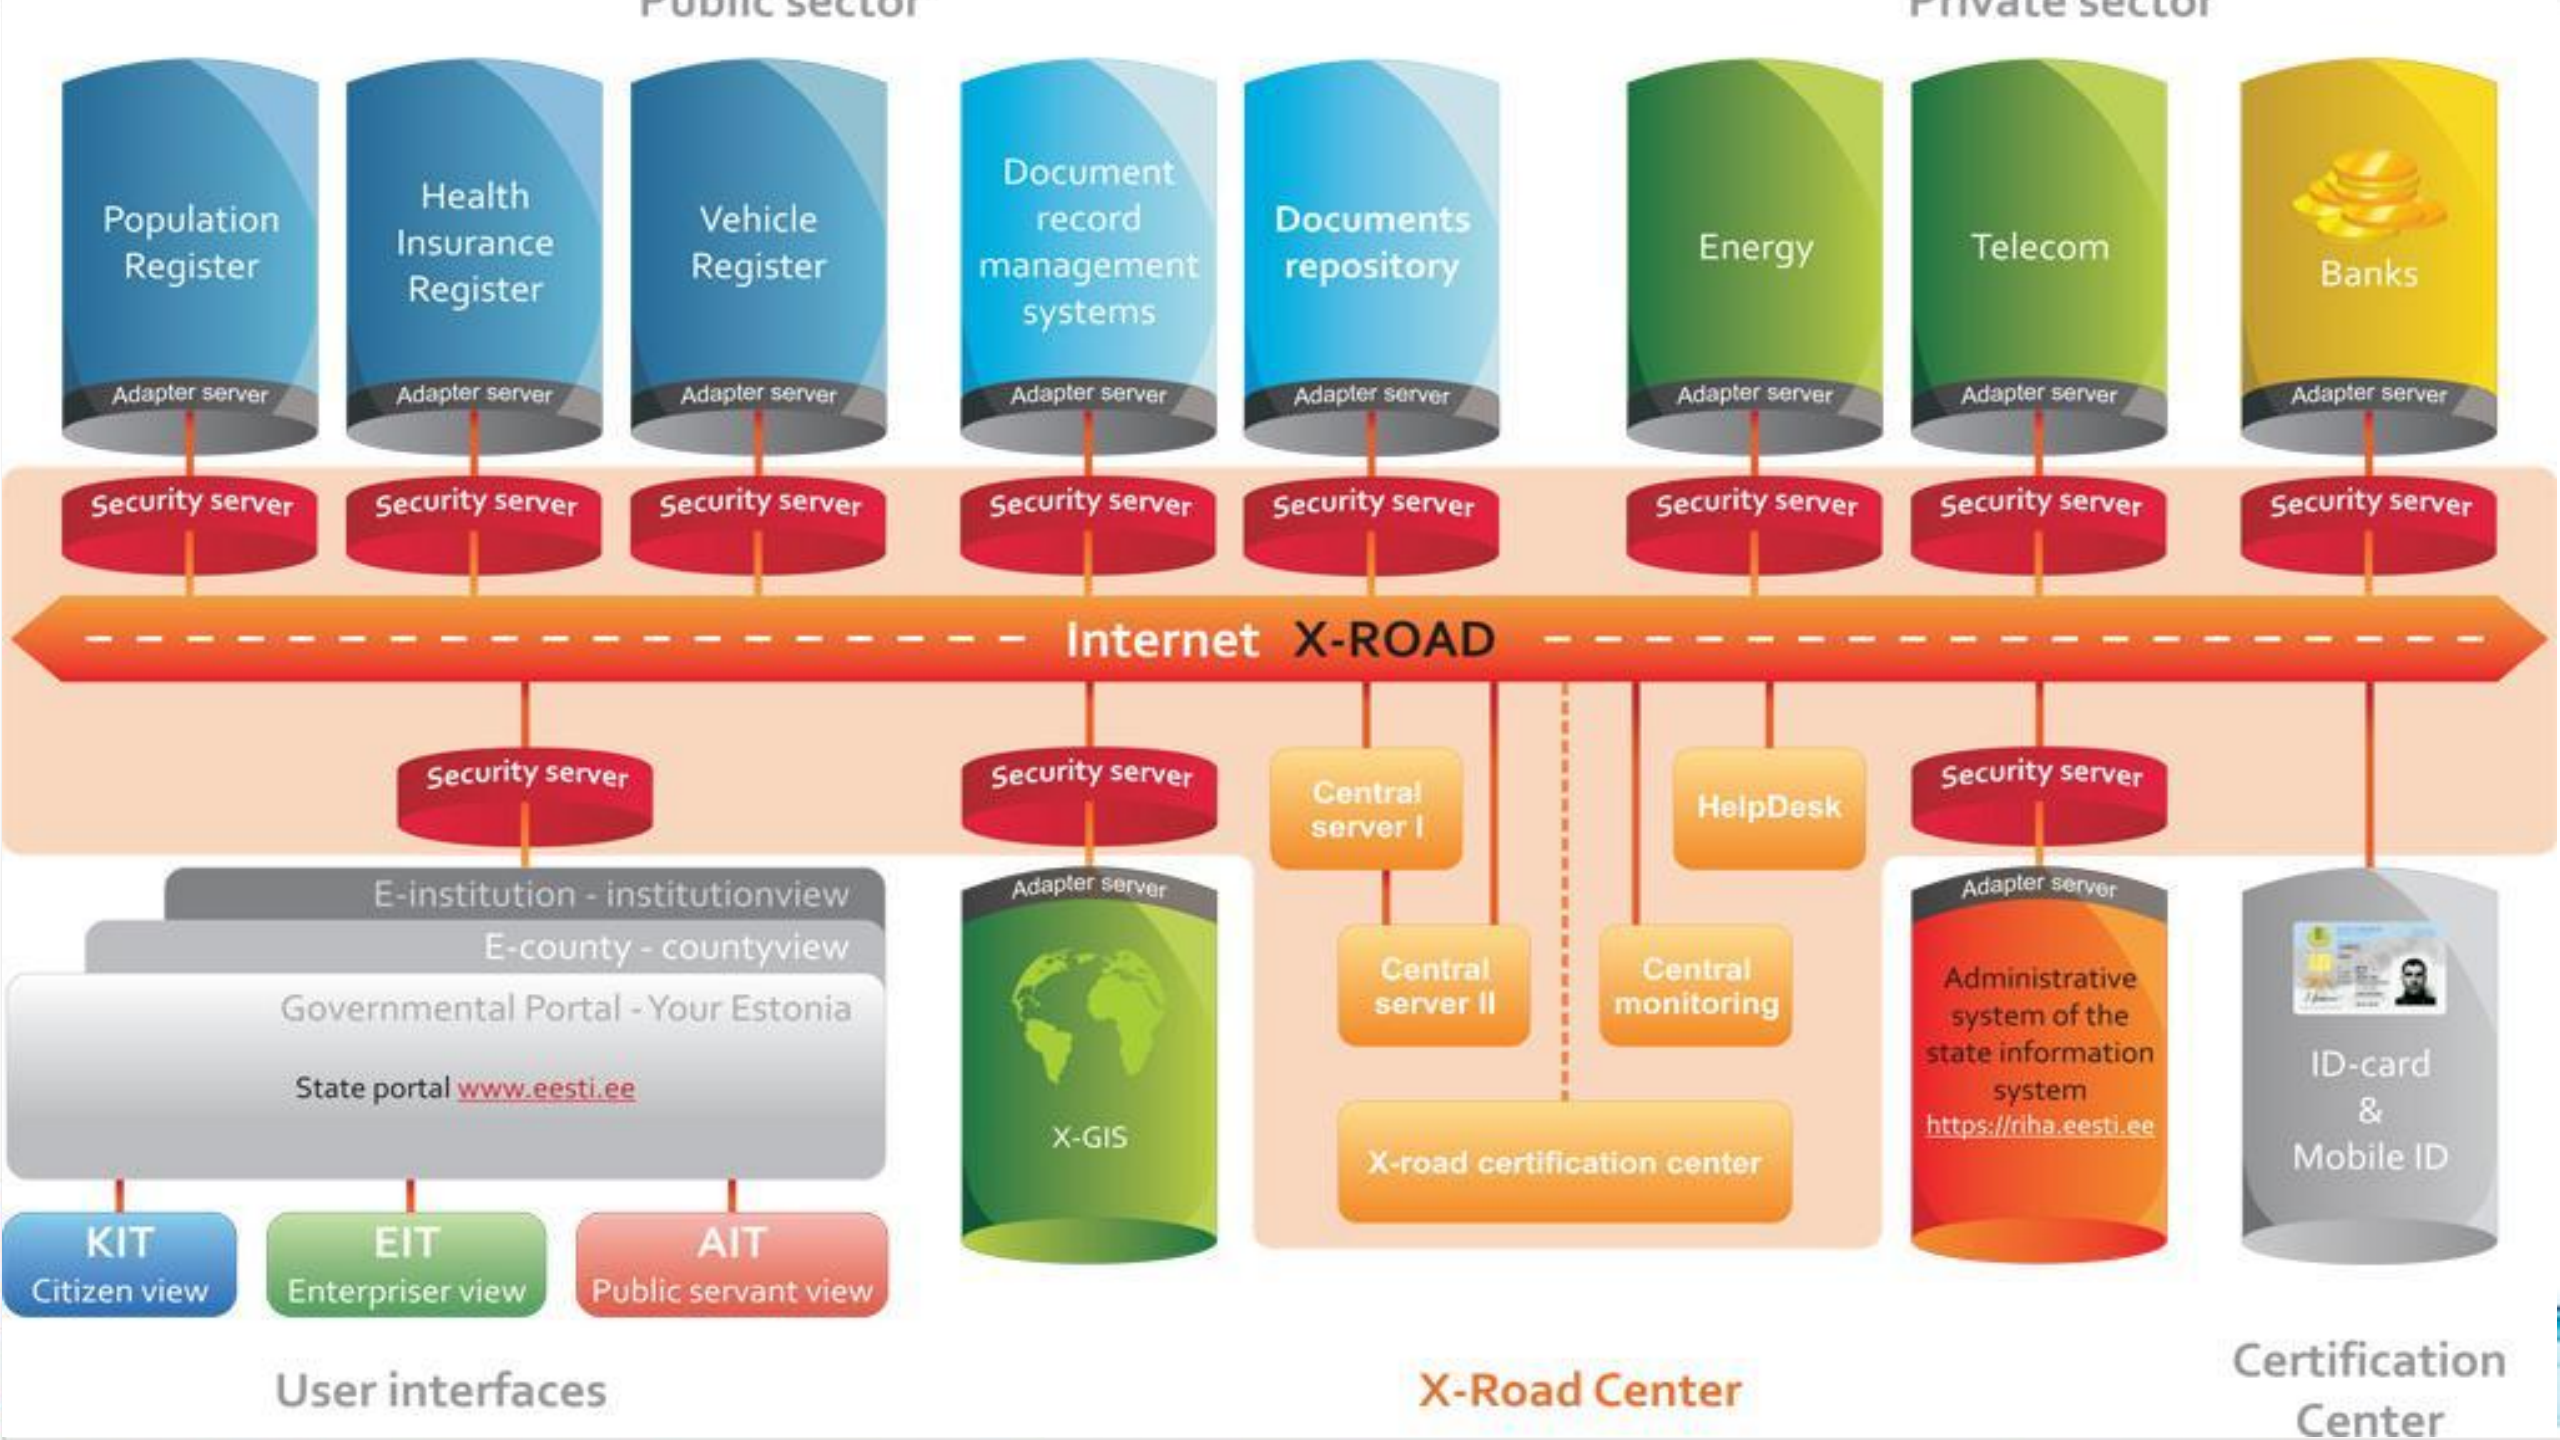 Public sector
Private sector
Population
Register
Adapter server
Health
Insurance
Register
Adapter server
Vehicle
Register
Adapter server
Document
record
management
systems
Adapter server
Documents
repository
Adapter server
Energy
Adapter server
Telecom
Adapter server
Banks
Adapter server
Security server
Security server
Security server
Security server
Security server
Security server
Security server
Security server
Internet X-ROAD
Security server
E-institution - institutionview
E-county - countyview
Governmental Portal - Your Estonia
State portal www.eesti.ee
KIT
Citizen view
EIT
Enterpriser view
AIT
Public servant view
User interfaces
Security server
Adapter server
X-GIS
Central
server I
HelpDesk
Central
server II
Central
monitoring
X-road certification center
X-Road Center
Security server
Adapter server
Administrative
system of the
state information
system
https://riha.eesti.ee
ID-card
&
Mobile ID
Certification
Center